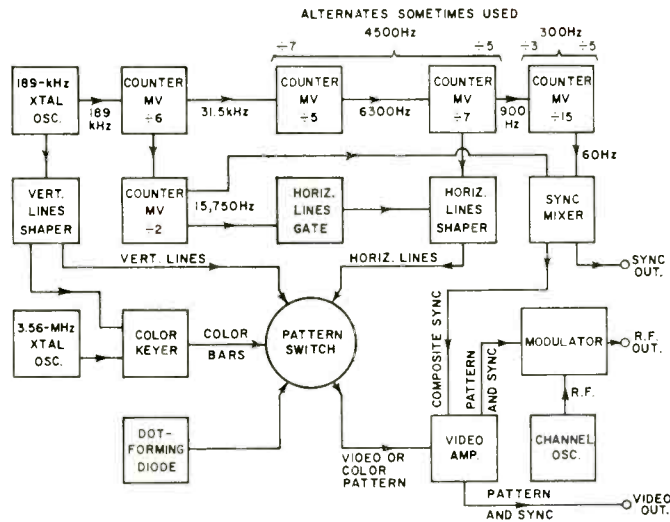 ALTERNATES SOMETIMES USED
÷7
4500Hz
÷5
÷3
300Hz
÷5
189-kHz
XTAL
OSC.
189
kHz
COUNTER
MV
÷6
31.5kHz
COUNTER
MV
÷5
6300Hz
COUNTER
MV
÷7
900
Hz
COUNTER
MV
÷15
60Hz
VERT.
LINES
SHAPER
COUNTER
MV
÷2
15,750Hz
HORIZ.
LINES
GATE
HORIZ.
LINES
SHAPER
SYNC
MIXER
SYNC
OUT.
VERT. LINES
HORIZ. LINES
3.56-MHz
XTAL
OSC.
COLOR
KEYER
COLOR
BARS
PATTERN
SWITCH
COMPOSITE SYNC
PATTERN
AND SYNC
MODULATOR
R.F.
OUT.
R.F.
DOT-
FORMING
DIODE
VIDEO OR
COLOR
PATTERN
VIDEO
AMP.
CHANNEL
OSC.
PATTERN
AND SYNC
VIDEO
OUT.